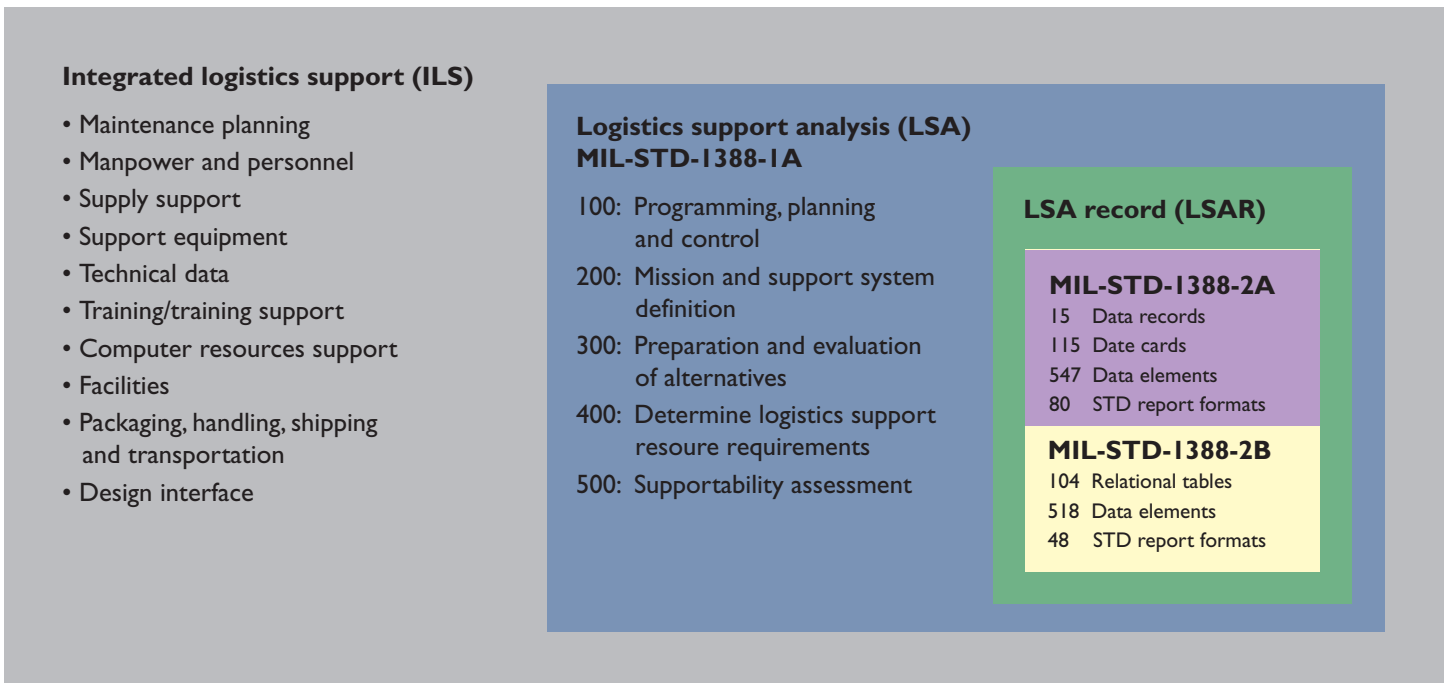 Integrated logistics support (ILS)
• Maintenance planning
• Manpower and personnel
• Supply support
• Support equipment
• Technical data
• Training/training support
• Computer resources support
• Facilities
• Packaging, handling, shipping
and transportation
• Design interface
Logistics support analysis (LSA)
MIL-STD-1388-1A
100: Programming, planning
and control
200: Mission and support system
definition
300: Preparation and evaluation
of alternatives
400: Determine logistics support
resoure requirements
500: Supportability assessment
LSA record (LSAR)
MIL-STD-1388-2A
15 Data records
115 Date cards
547 Data elements
80 STD report formats
MIL-STD-1388-2B
104 Relational tables
518 Data elements
48 STD report formats